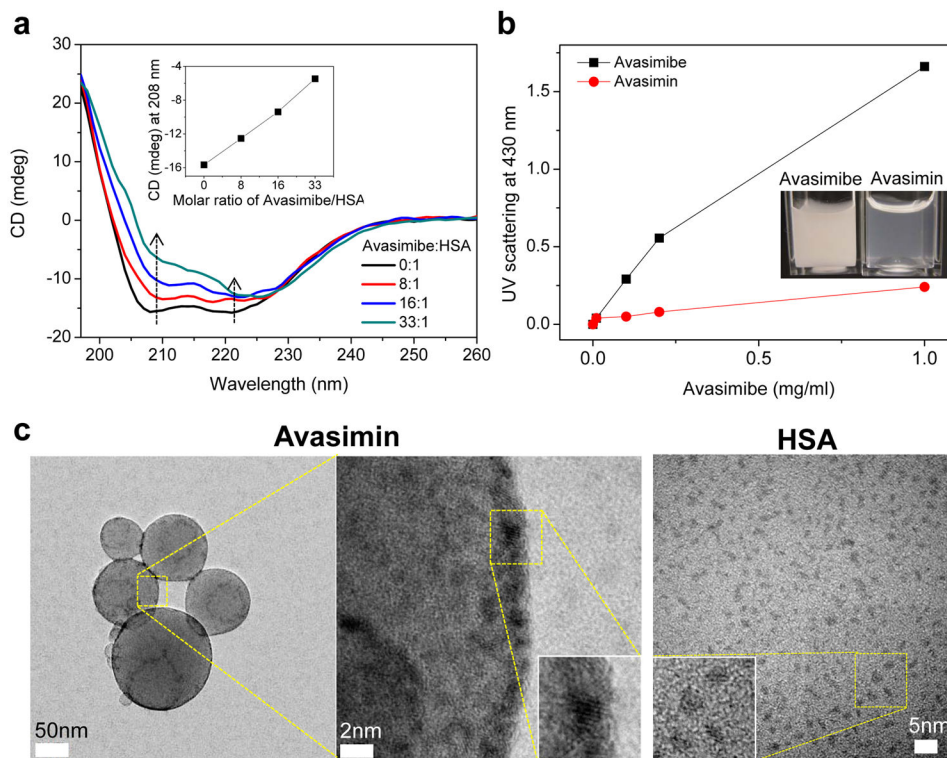 a
30
20
10
0
-10
-20
-30
CD (mdeg)
200
210
220
230
240
250
260
Wavelength (nm)
-4
-8
-12
-16
CD (mdeg) at 208 nm
0
8
16
33
Molar ratio of Avasimibe/HSA
Avasimibe:HSA
0:1
8:1
16:1
33:1
b
1.5
0.75
0.0
UV scattering at 430 nm
0.0
0.5
1.0
Avasimibe (mg/ml)
Avasimibe
Avasimin
Avasimibe Avasimin
c
Avasimin
HSA
50nm
2nm
5nm